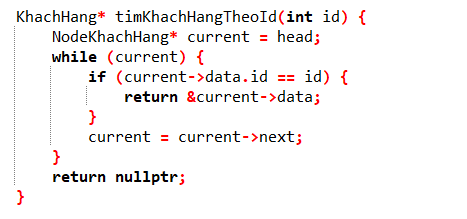 KhachHang* timKhachHangTheoId(int id) {
    NodeKhachHang* current = head;
    while (current) {
        if (current->data.id == id) {
            return &current->data;
        }
        current = current->next;
    }
    return nullptr;
}